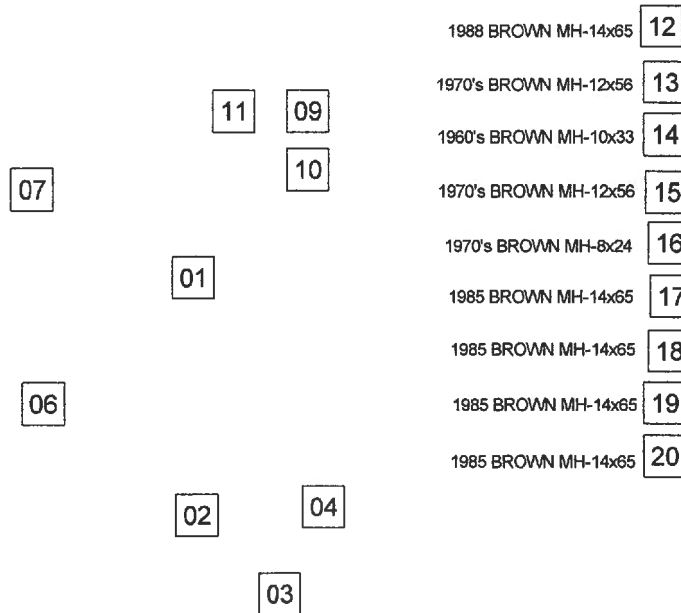 1988 BROWN MH-14x65 12
1970's BROWN MH-12x56 13
11 09
1960's BROWN MH-10x33 14
10
07
1970's BROWN MH-12x56 15
1970's BROWN MH-8x24 16
01
1985 BROWN MH-14x65 17
1985 BROWN MH-14x65 18
06
1985 BROWN MH-14x65 19
1985 BROWN MH-14x65 20
04
02
03